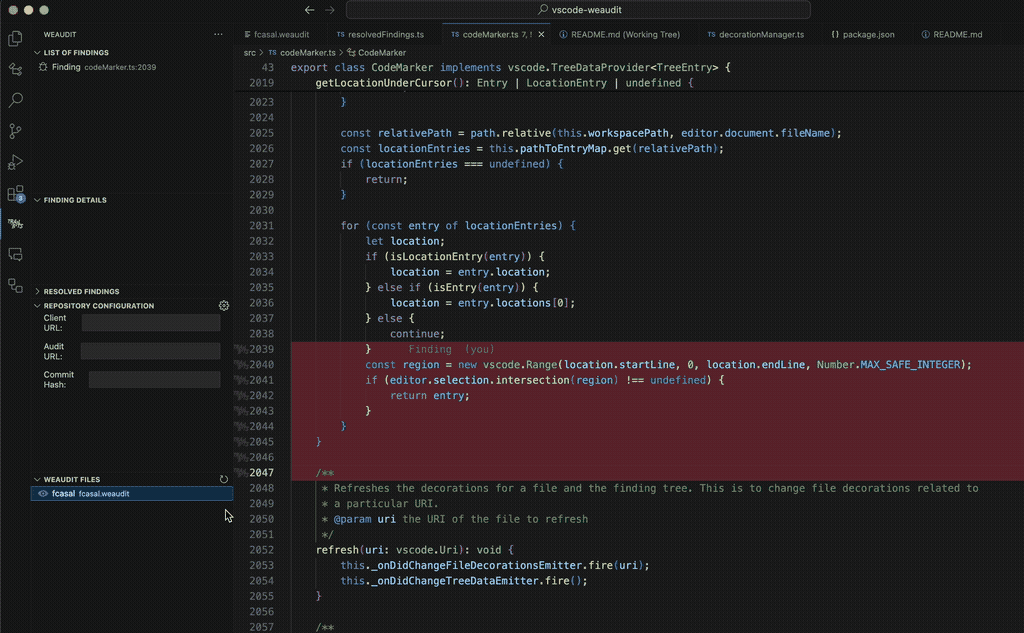 vscode-weaudit
WEAUDIT
LIST OF FINDINGS
Finding codeMarker.ts:2039
FINDING DETAILS
RESOLVED FINDINGS
REPOSITORY CONFIGURATION
Client
URL:
Audit
URL:
Commit
Hash:
WEAUDIT FILES
fcasal fcasal.weaudit
3
fcasal.weaudit
TS resolvedFindings.ts
TS codeMarker.ts 7, !
README.md (Working Tree)
TS decorationManager.ts
{} package.json
README.md
src > TS codeMarker.ts > CodeMarker
43 export class CodeMarker implements vscode.TreeDataProvider<TreeEntry> {
2019 getLocationUnderCursor(): Entry | LocationEntry | undefined {
2023 }
2024
2025 const relativePath = path.relative(this.workspacePath, editor.document.fileName);
2026 const locationEntries = this.pathToEntryMap.get(relativePath);
2027 if (locationEntries === undefined) {
2028 return;
2029 }
2030
2031 for (const entry of locationEntries) {
2032 let location;
2033 if (isLocationEntry(entry)) {
2034 location = entry.location;
2035 } else if (isEntry(entry)) {
2036 location = entry.locations[0];
2037 } else {
2038 continue;
2039 } Finding (you)
2040 const region = new vscode.Range(location.startLine, 0, location.endLine, Number.MAX_SAFE_INTEGER);
2041 if (editor.selection.intersection(region) !== undefined) {
2042 return entry;
2043 }
2044 }
2045 }
2046
2047 /**
2048 * Refreshes the decorations for a file and the finding tree. This is to change file decorations related to
2049 * a particular URI.
2050 * @param uri the URI of the file to refresh
2051 */
2052 refresh(uri: vscode.Uri): void {
2053 this._onDidChangeFileDecorationsEmitter.fire(uri);
2054 this._onDidChangeTreeDataEmitter.fire();
2055 }
2056
2057 /**